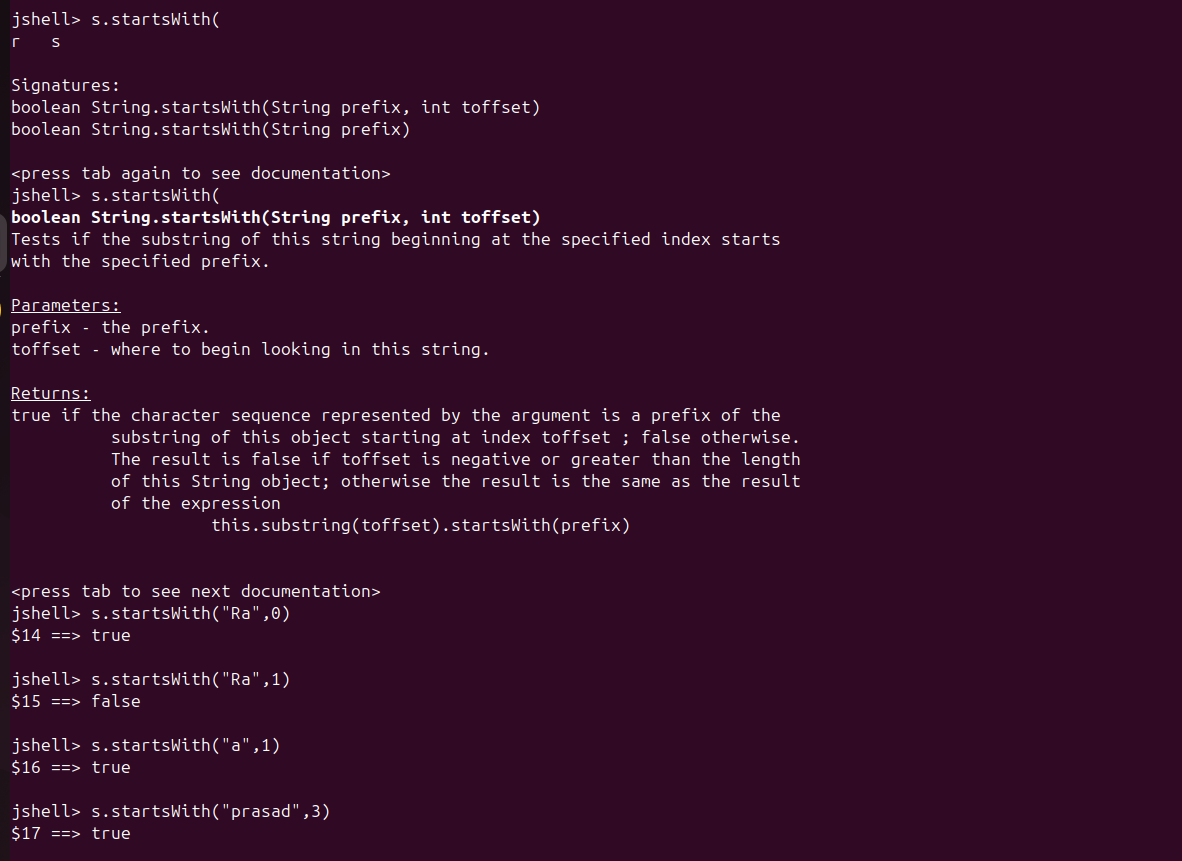 jshell> s.startsWith(
r   s
Signatures:
boolean String.startsWith(String prefix, int toffset)
boolean String.startsWith(String prefix)
<press tab again to see documentation>
jshell> s.startsWith(
boolean String.startsWith(String prefix, int toffset)
Tests if the substring of this string beginning at the specified index starts
with the specified prefix.
Parameters:
prefix - the prefix.
toffset - where to begin looking in this string.
Returns:
true if the character sequence represented by the argument is a prefix of the
substring of this object starting at index toffset ; false otherwise.
The result is false if toffset is negative or greater than the length
of this String object; otherwise the result is the same as the result
of the expression
this.substring(toffset).startsWith(prefix)
<press tab to see next documentation>
jshell> s.startsWith("Ra",0)
$14 ==> true
jshell> s.startsWith("Ra",1)
$15 ==> false
jshell> s.startsWith("a",1)
$16 ==> true
jshell> s.startsWith("prasad",3)
$17 ==> true